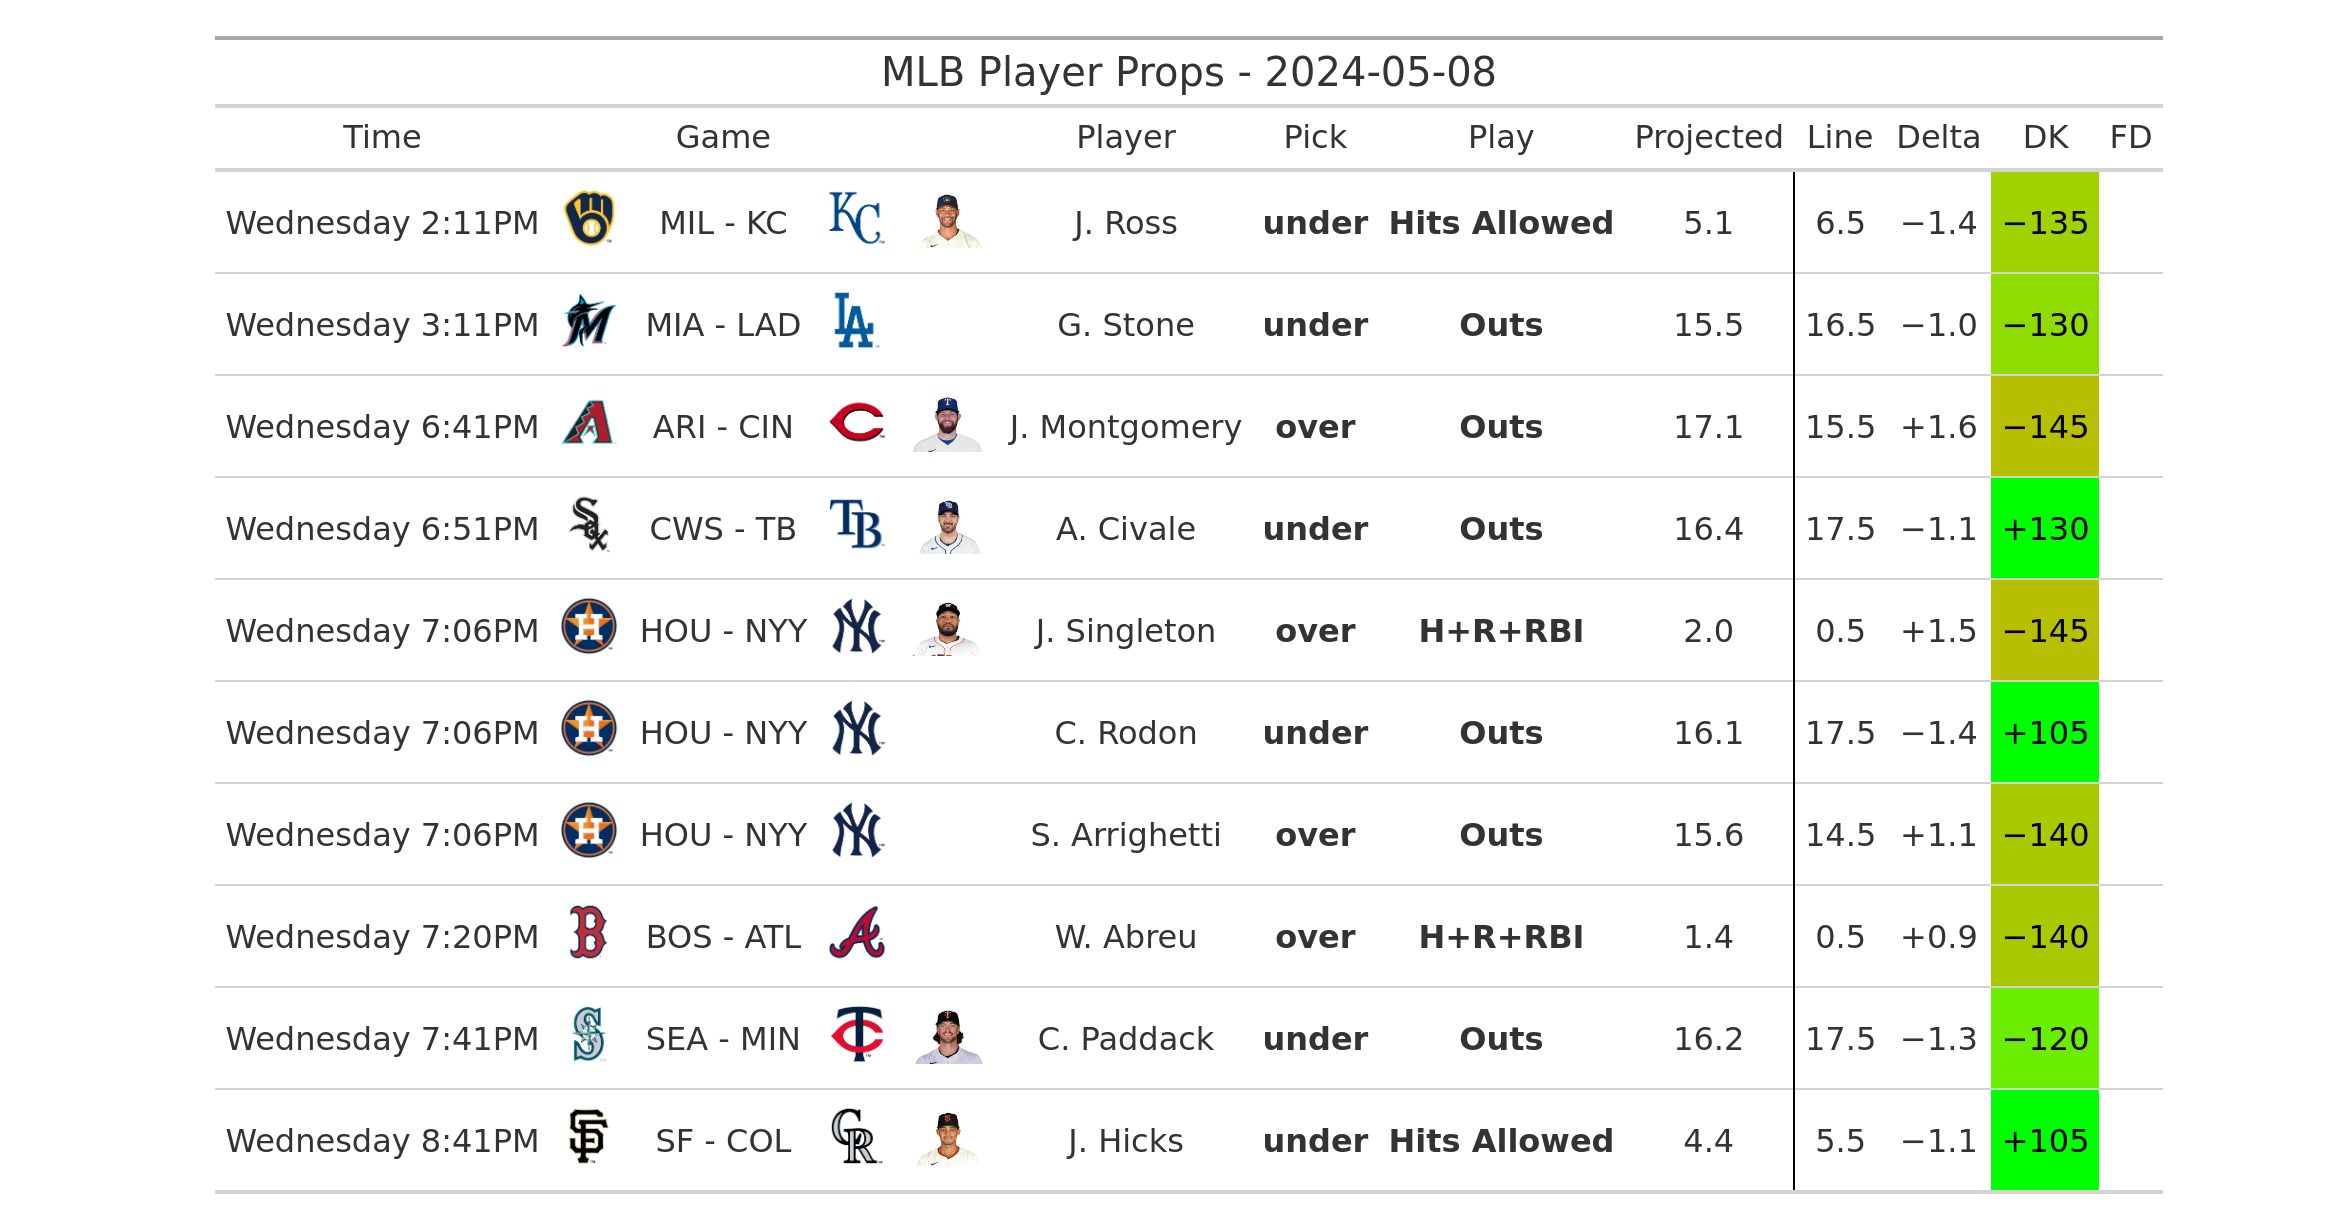 MLB Player Props - 2024-05-08
Time Game Player Pick Play Projected Line Delta DK FD
Wednesday 2:11PM MIL - KC J. Ross under Hits Allowed 5.1 6.5 −1.4 −135
Wednesday 3:11PM MIA - LAD G. Stone under Outs 15.5 16.5 −1.0 −130
Wednesday 6:41PM ARI - CIN J. Montgomery over Outs 17.1 15.5 +1.6 −145
Wednesday 6:51PM CWS - TB A. Civale under Outs 16.4 17.5 −1.1 +130
Wednesday 7:06PM HOU - NYY J. Singleton over H+R+RBI 2.0 0.5 +1.5 −145
Wednesday 7:06PM HOU - NYY C. Rodon under Outs 16.1 17.5 −1.4 +105
Wednesday 7:06PM HOU - NYY S. Arrighetti over Outs 15.6 14.5 +1.1 −140
Wednesday 7:20PM BOS - ATL W. Abreu over H+R+RBI 1.4 0.5 +0.9 −140
Wednesday 7:41PM SEA - MIN C. Paddack under Outs 16.2 17.5 −1.3 −120
Wednesday 8:41PM SF - COL J. Hicks under Hits Allowed 4.4 5.5 −1.1 +105